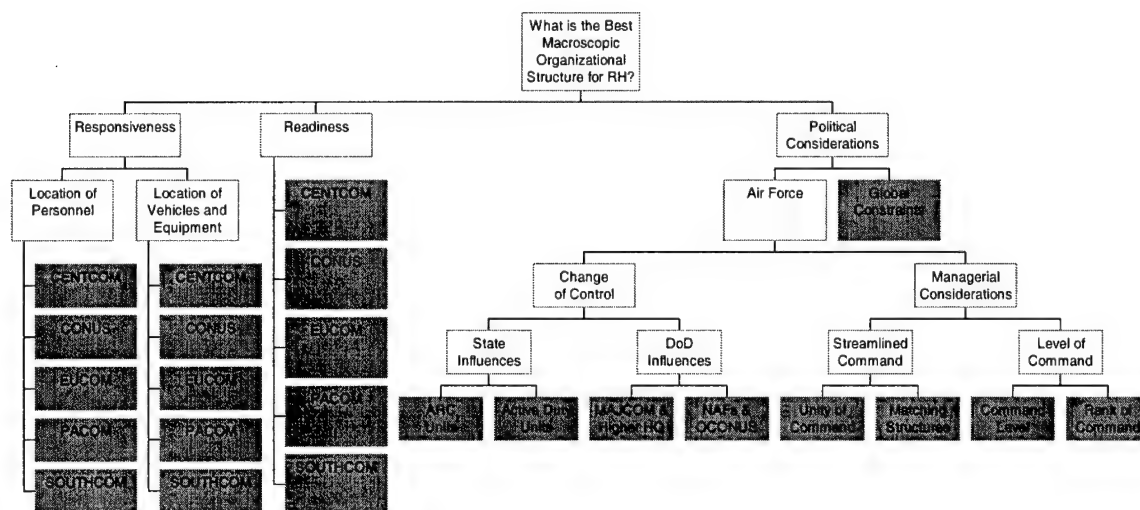 What is the Best
Macroscopic
Organizational
Structure for RH?
Responsiveness
Readiness
Political
Considerations
Location of
Personnel
Location of
Vehicles and
Equipment
CENTCOM
CONUS
EUCOM
PACOM
SOUTHCOM
CENTCOM
CONUS
EUCOM
PACOM
SOUTHCOM
CENTCOM
CONUS
EUCOM
PACOM
SOUTHCOM
Air Force
Global
Constraint
Change
of Control
Managerial
Considerations
State
Influences
DoD
Influences
Streamlined
Command
Level of
Command
ARC
Units
Active Duty
Units
MAJCOM &
Higher HQ
NAFs &
OCONUS
Unity of
Command
Matching
Structures
Command
Level
Rank of
Command